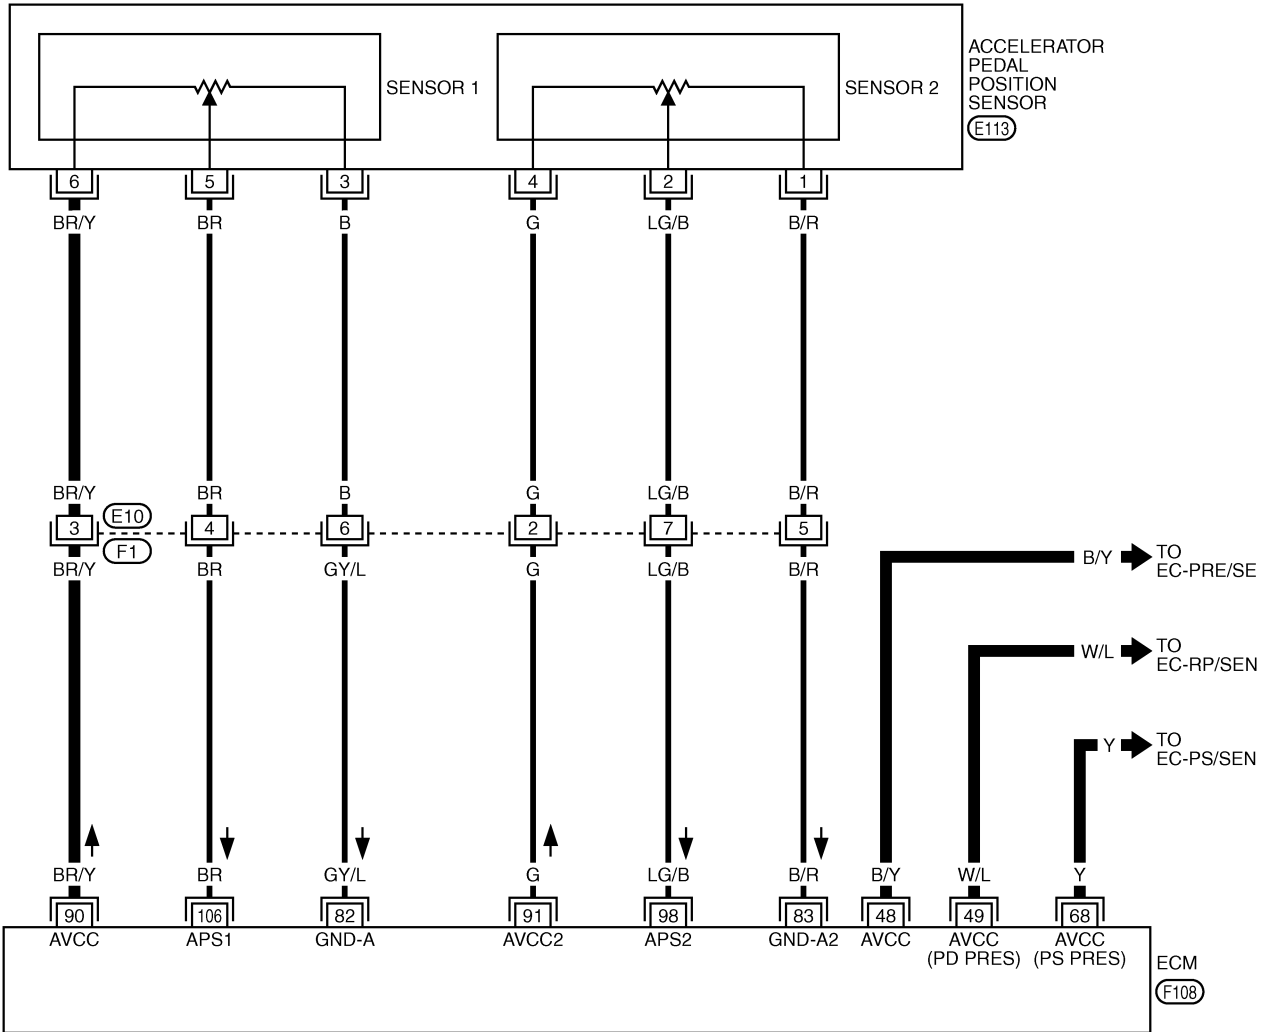 ACCELERATOR
PEDAL
POSITION
SENSOR
E113
SENSOR 1
SENSOR 2
6 5 3 4 2 1
BR/Y BR B G LG/B B/R
BR/Y BR B G LG/B B/R
E10
3 4 6 2 7 5
F1
BR/Y BR GY/L G LG/B B/R
B/Y TO
EC-PRE/SE
W/L TO
EC-RP/SEN
Y TO
EC-PS/SEN
BR/Y BR GY/L G LG/B B/R B/Y W/L Y
90 106 82 91 98 83 48 49 68
AVCC APS1 GND-A AVCC2 APS2 GND-A2 AVCC AVCC AVCC
(PD PRES) (PS PRES)
ECM
F108